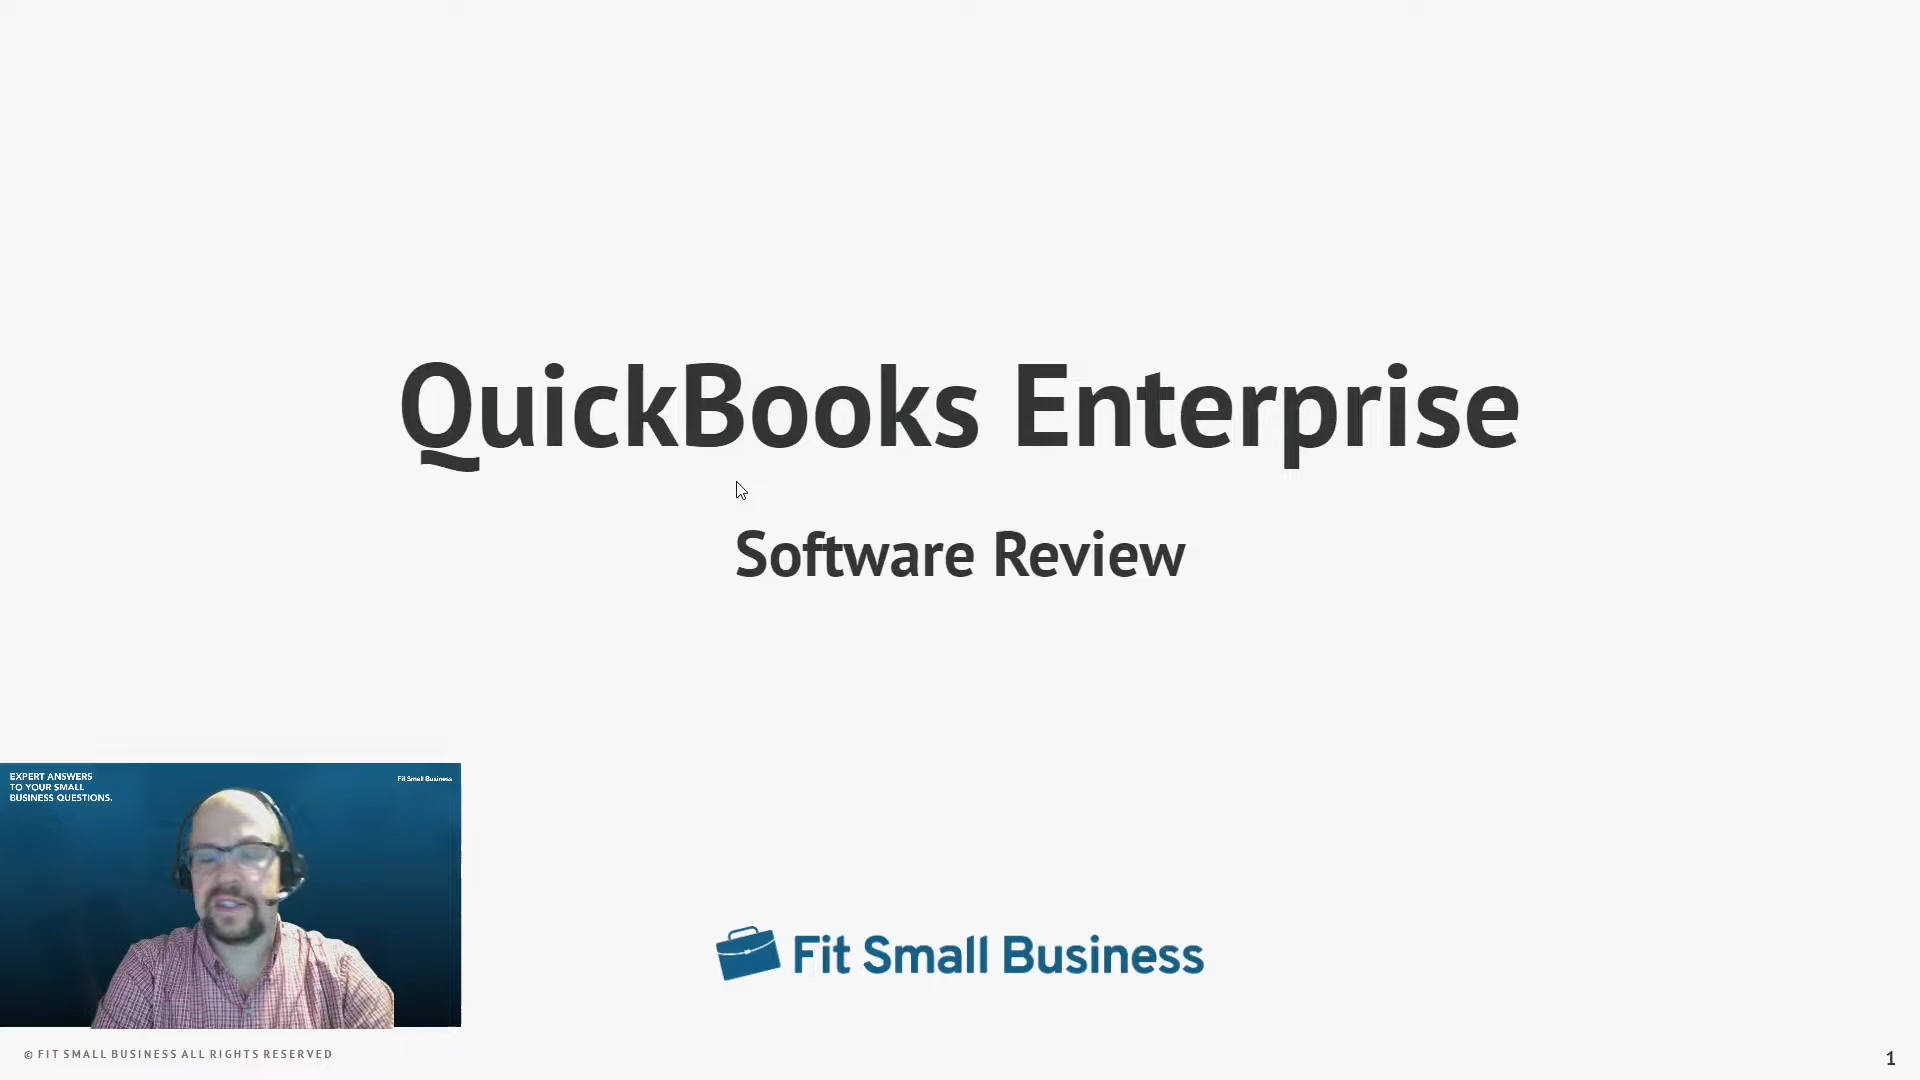 QuickBooks Enterprise
Software Review
EXPERT ANSWERS
TO YOUR SMALL
BUSINESS QUESTIONS.
Fit Small Business
Fit Small Business
© FIT SMALL BUSINESS ALL RIGHTS RESERVED
1